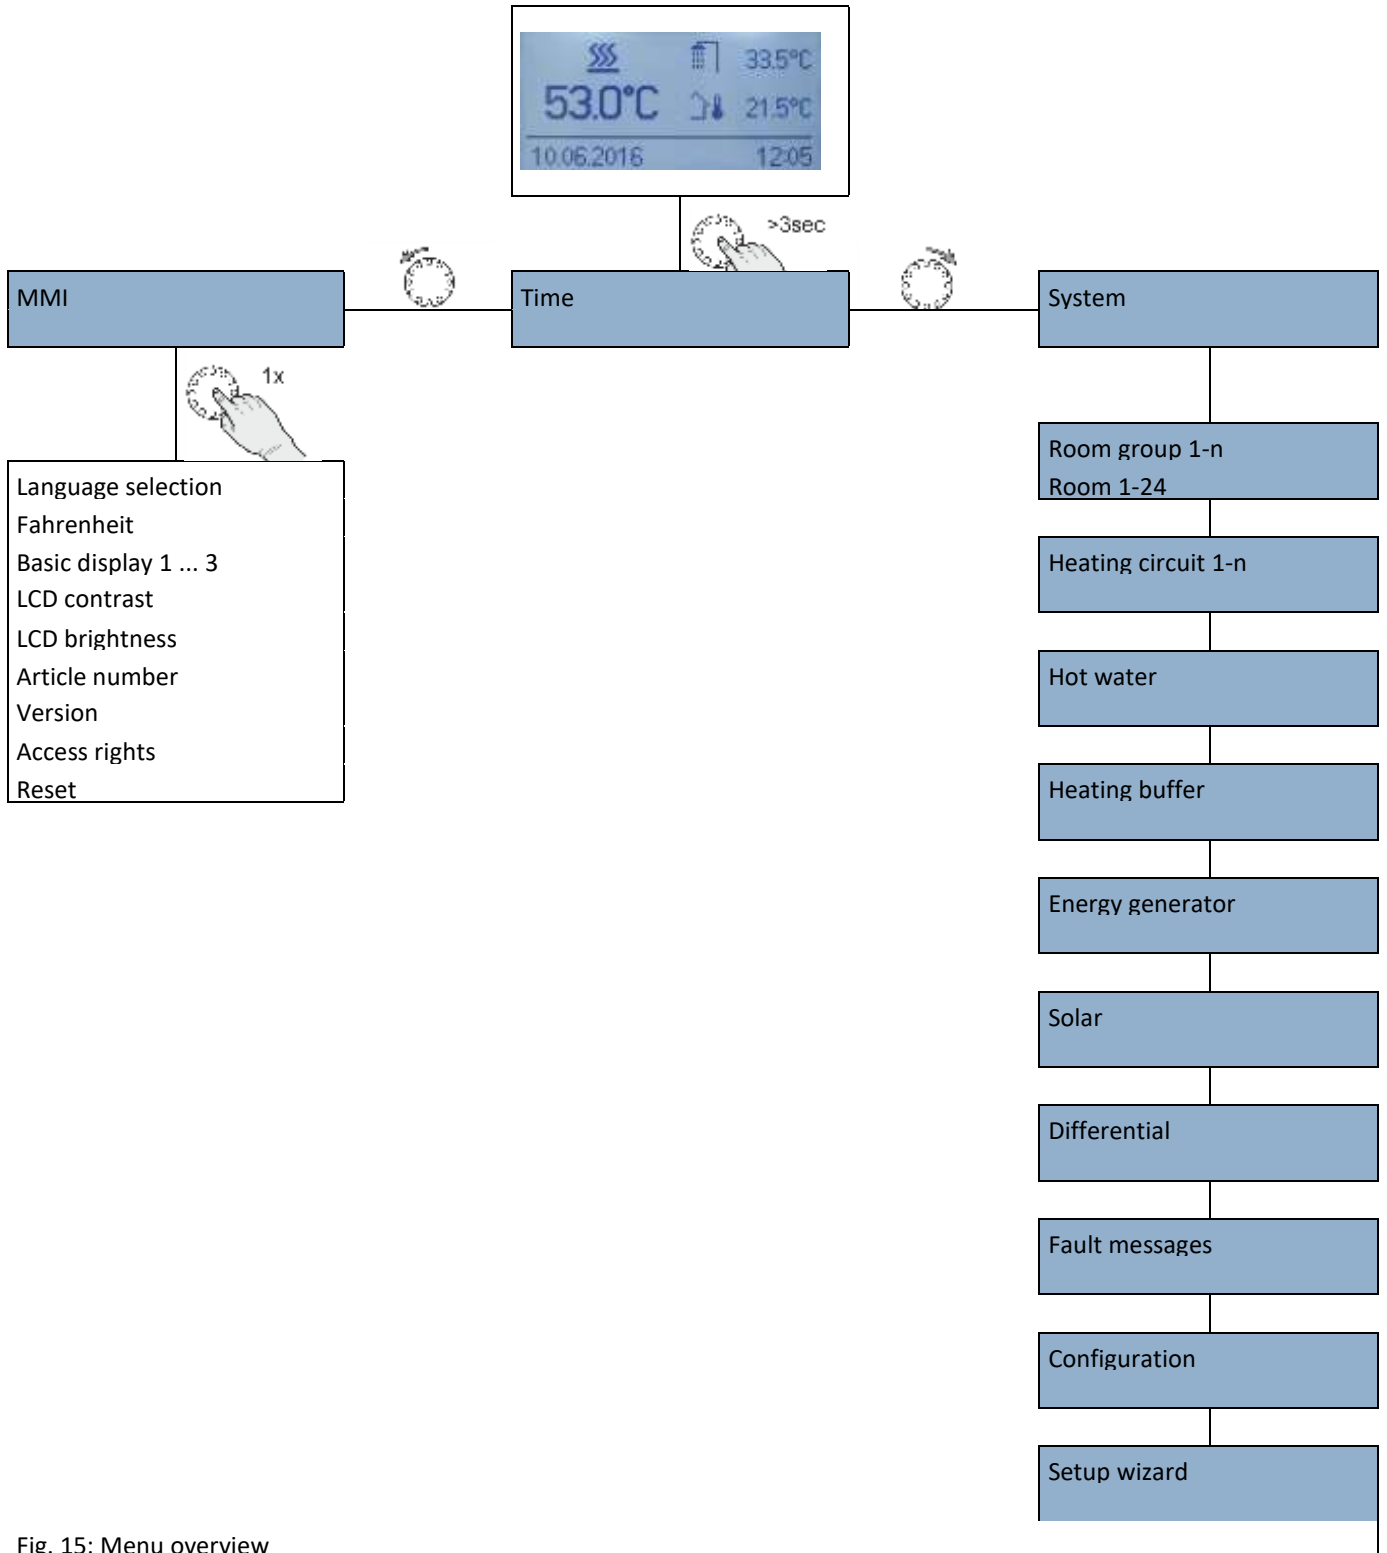 33.5°C
53.0°C
21.5°C
10.06.2016 12:05
>3sec
MMI
Time
System
1x
Language selection
Fahrenheit
Basic display 1 ... 3
LCD contrast
LCD brightness
Article number
Version
Access rights
Reset
Room group 1-n
Room 1-24
Heating circuit 1-n
Hot water
Heating buffer
Energy generator
Solar
Differential
Fault messages
Configuration
Setup wizard
Fig. 15: Menu overview